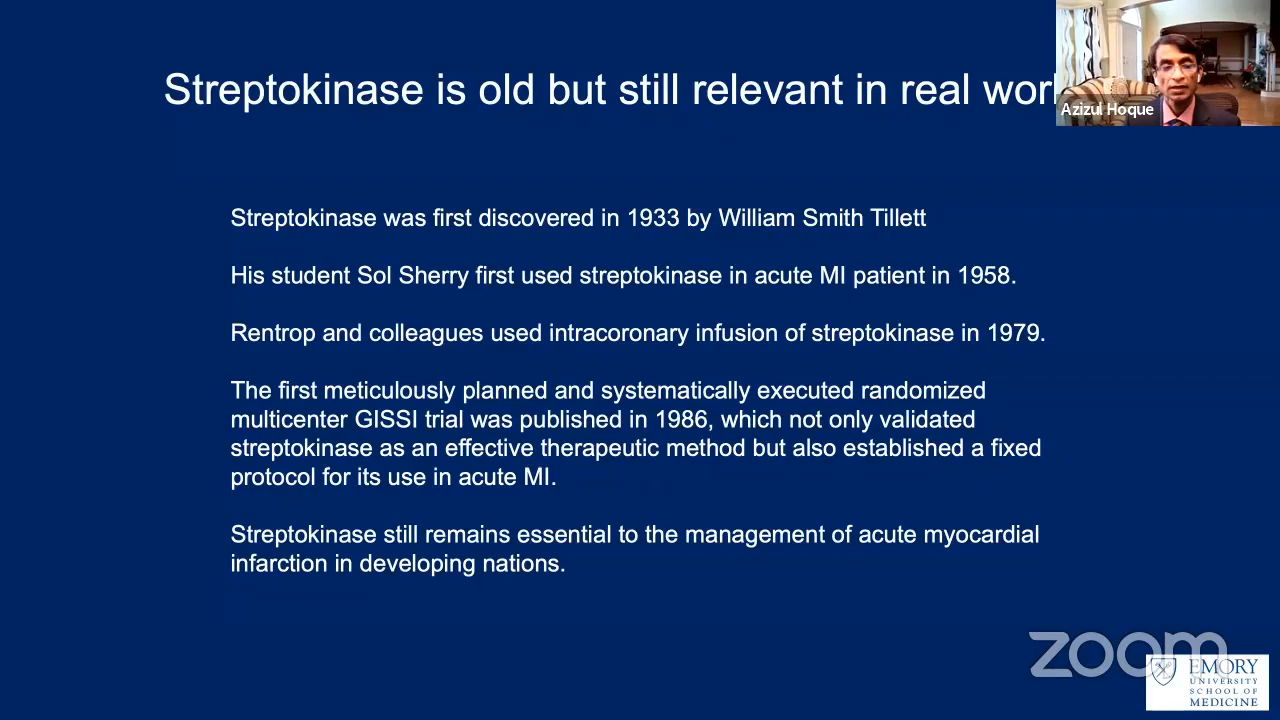 Streptokinase is old but still relevant in real wor
Azizul Hoque
Streptokinase was first discovered in 1933 by William Smith Tillett
His student Sol Sherry first used streptokinase in acute MI patient in 1958.
Rentrop and colleagues used intracoronary infusion of streptokinase in 1979.
The first meticulously planned and systematically executed randomized
multicenter GISSI trial was published in 1986, which not only validated
streptokinase as an effective therapeutic method but also established a fixed
protocol for its use in acute MI.
Streptokinase still remains essential to the management of acute myocardial
infarction in developing nations.
zoom
EMORY
UNIVERSITY
SCHOOL OF
MEDICINE